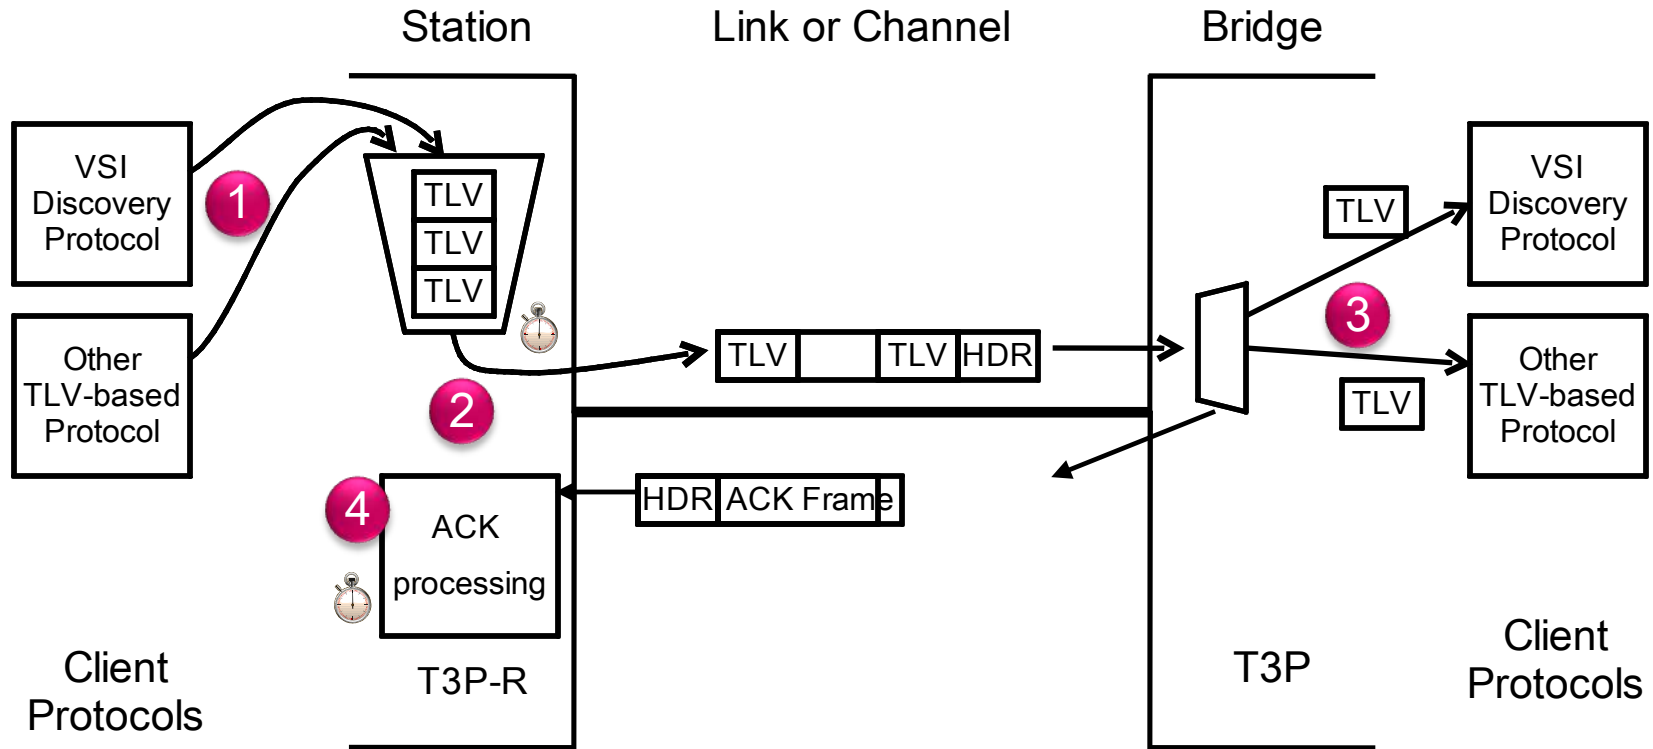 Station
Link or Channel
Bridge
VSI
Discovery
Protocol
1
TLV
TLV
TLV
Other
TLV-based
Protocol
2
TLV
TLV
HDR
TLV
3
TLV
VSI
Discovery
Protocol
Other
TLV-based
Protocol
4
ACK
processing
HDR
ACK Frame
Client
Protocols
T3P-R
T3P
Client
Protocols